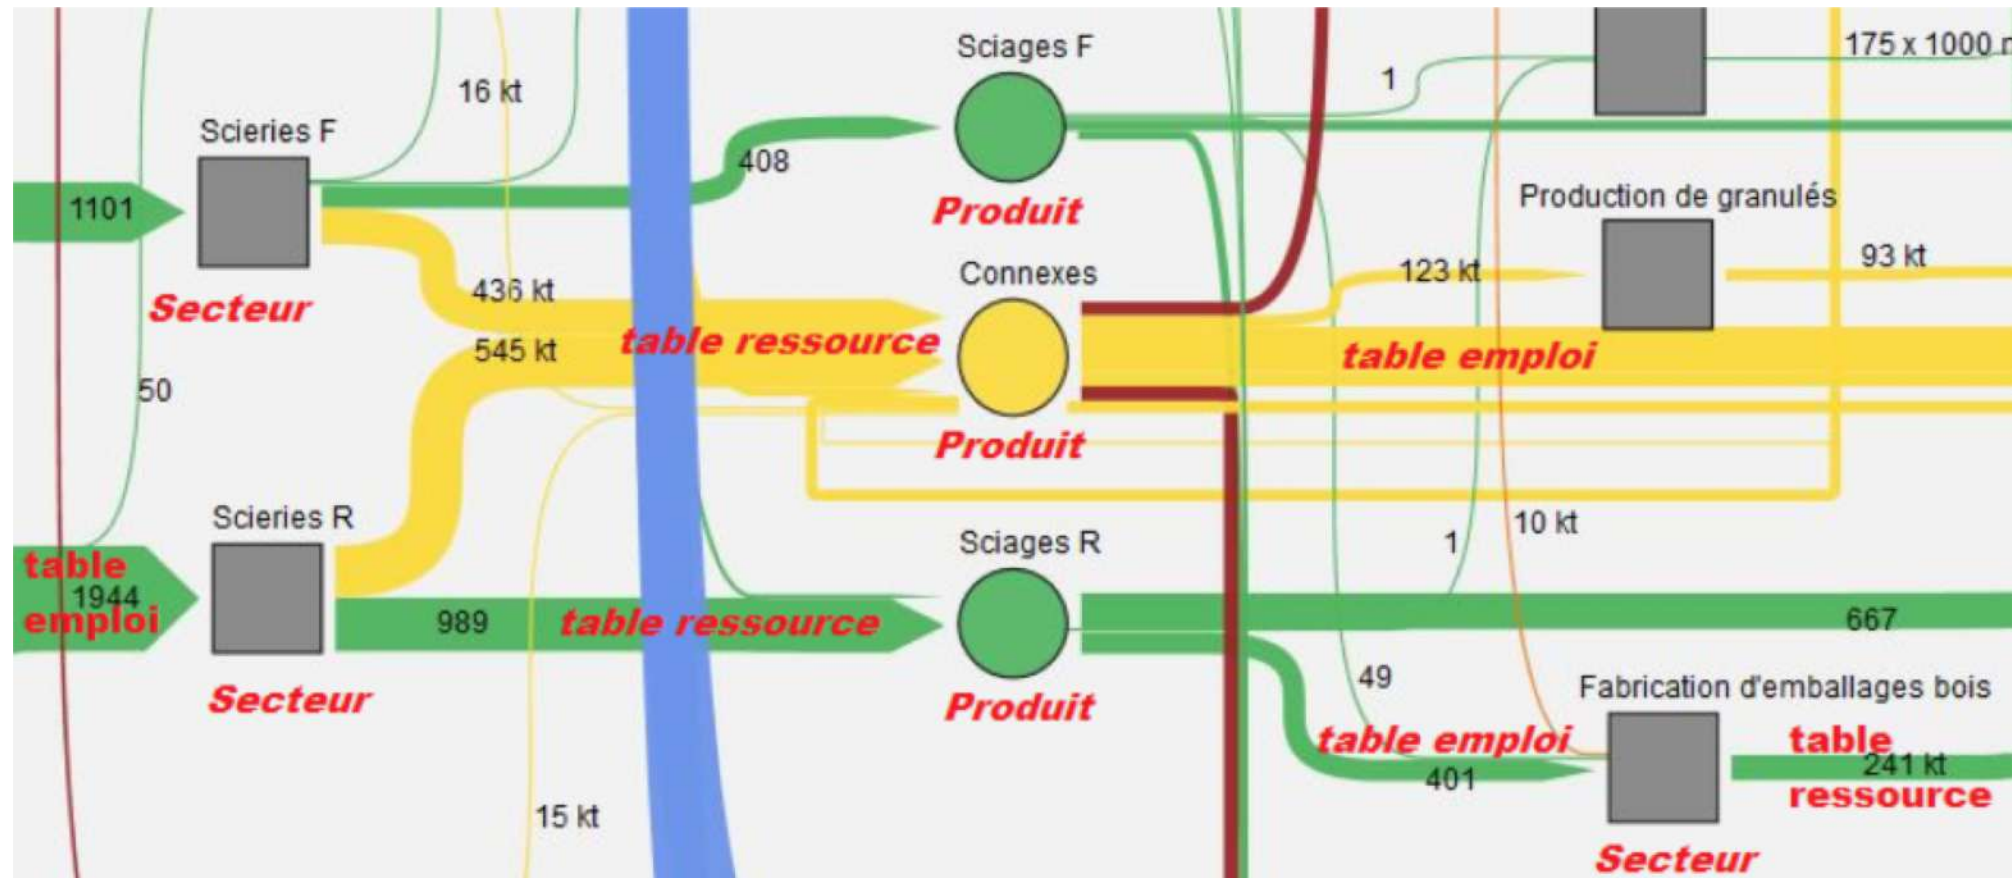 Sciages F
175 x 1000
16 kt
1
Scieries F
408
1101
Produit
Production de granulés
Connexes
123 kt
93 kt
436 kt
Secteur
table ressource
545 kt
table emploi
50
Produit
Scieries R
10 kt
Sciages R
1
table
1944
emploi
989
table ressource
667
49
Fabrication d'emballages bois
Secteur
Produit
table emploi
table
401
241 kt
ressource
15 kt
Secteur